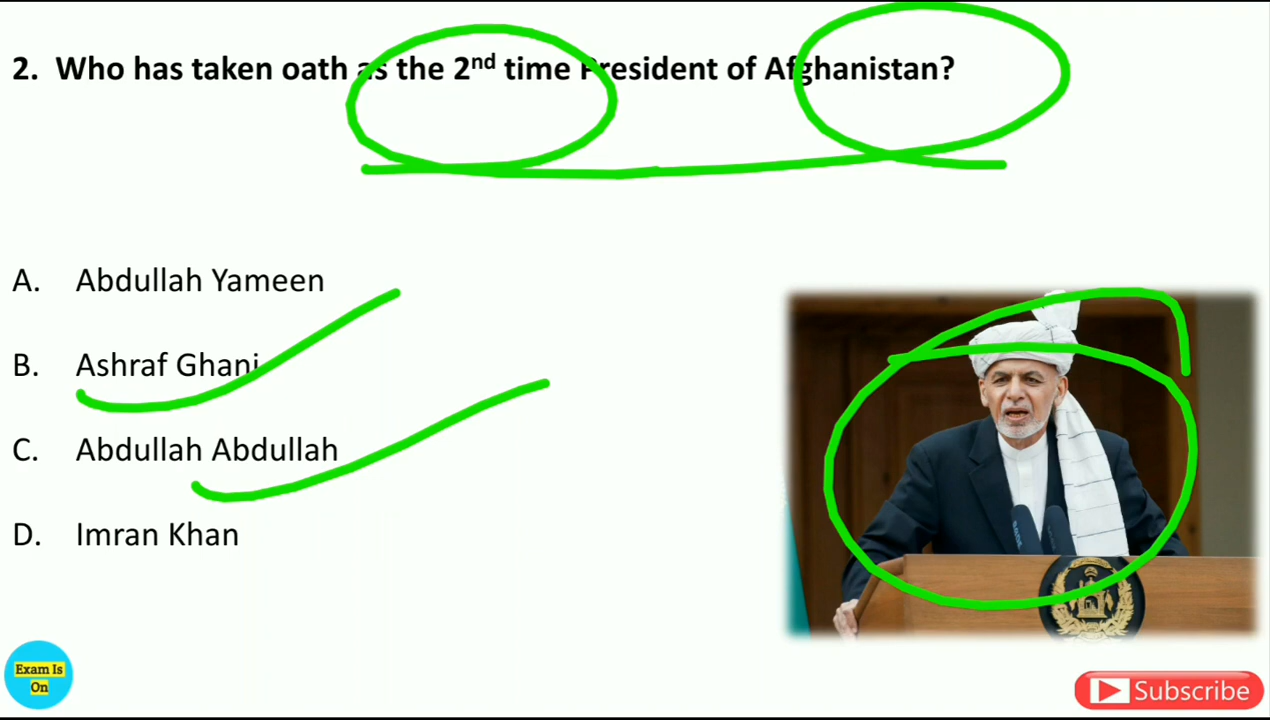 2. Who has taken oath as the 2nd time President of Afghanistan?
A. Abdullah Yameen
B. Ashraf Ghani
C. Abdullah Abdullah
D. Imran Khan
Exam Is
On
Subscribe